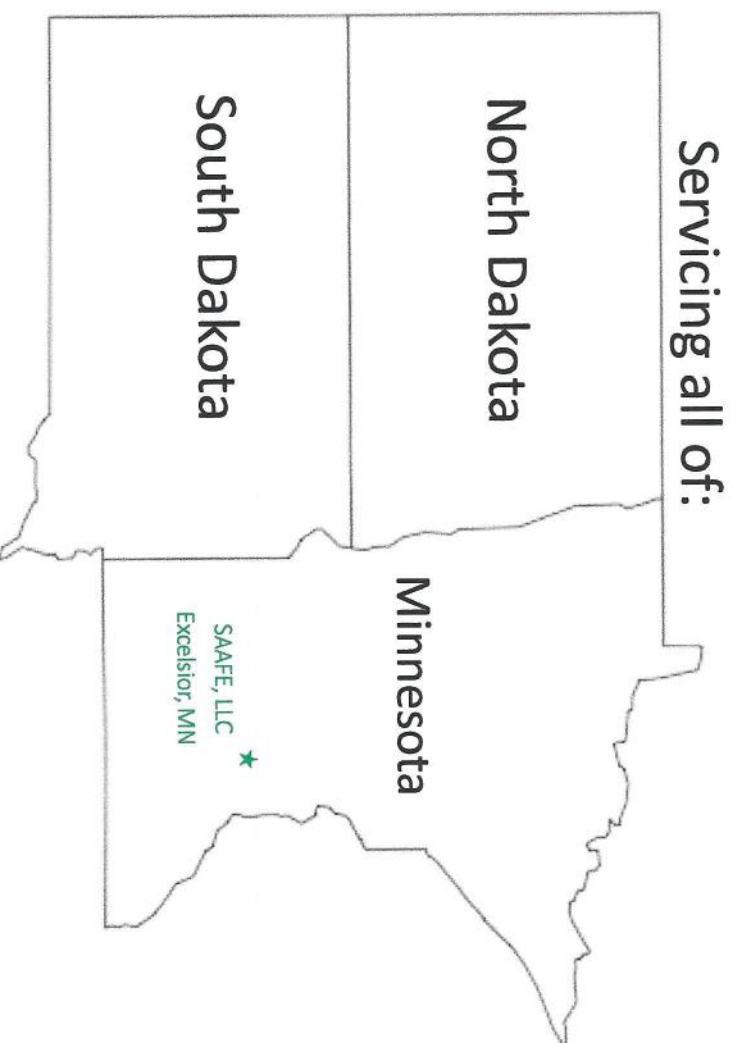 Servicing all of:
North Dakota
Minnesota
South Dakota
SAAFE, LLC
Excelsior, MN